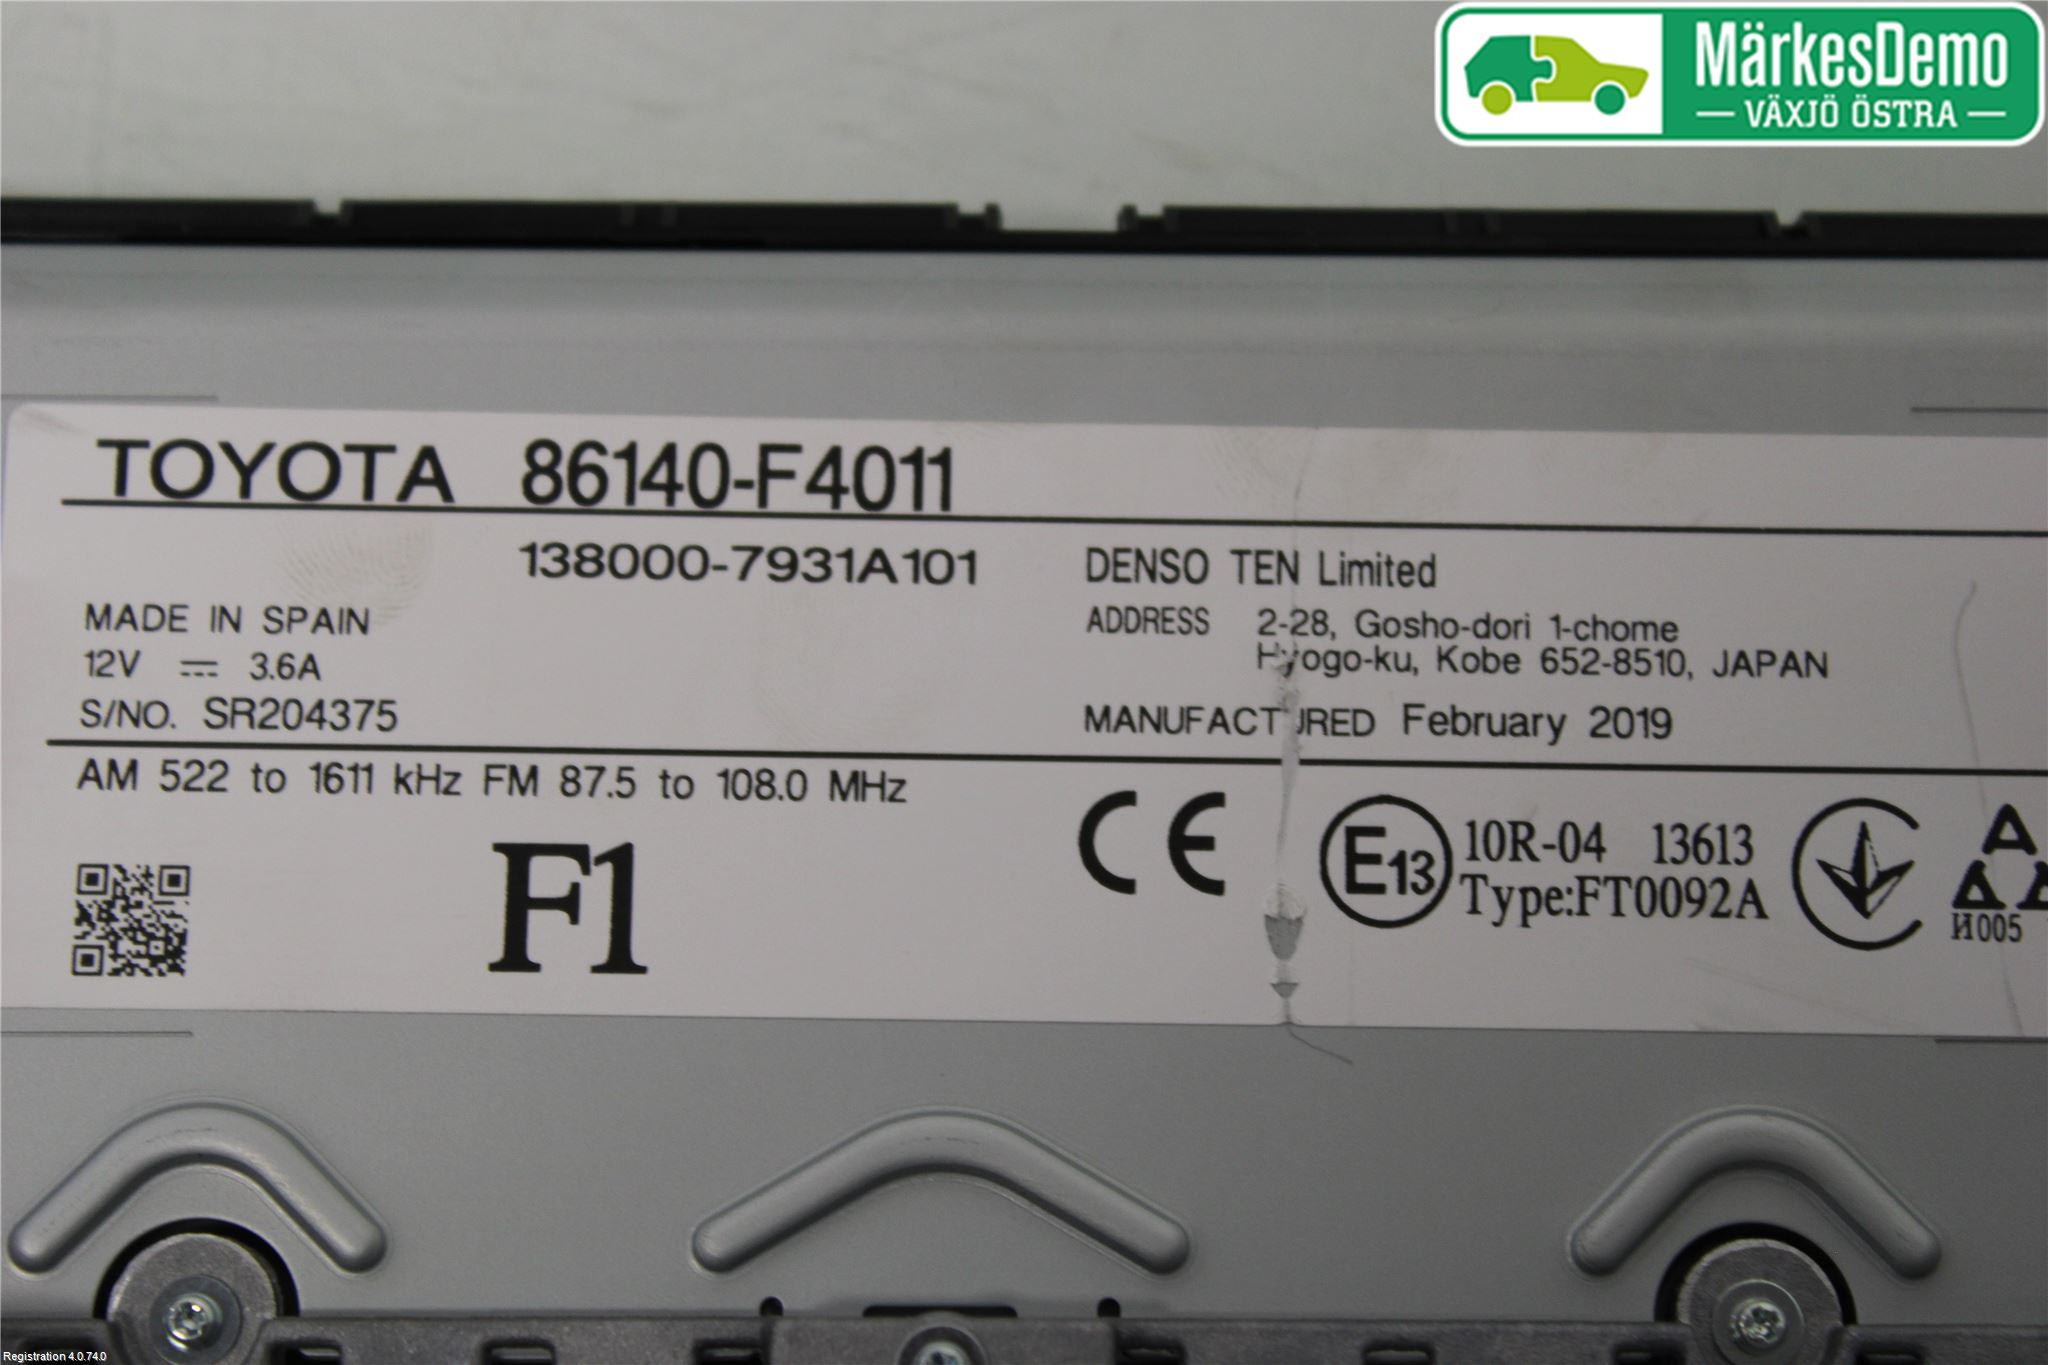 MärkesDemo
VÄXJÖ ÖSTRA
TOYOTA 86140-F4011
138000-7931A101
MADE IN SPAIN
12V ⎓ 3.6A
S/NO. SR204375
DENSO TEN Limited
ADDRESS 2-28, Gosho-dori 1-chome
Hyogo-ku, Kobe 652-8510, JAPAN
MANUFACTURED February 2019
AM 522 to 1611 kHz FM 87.5 to 108.0 MHz
F1
CE
E13
10R-04 13613
Type:FT0092A
И005
Registration 4.0.74.0